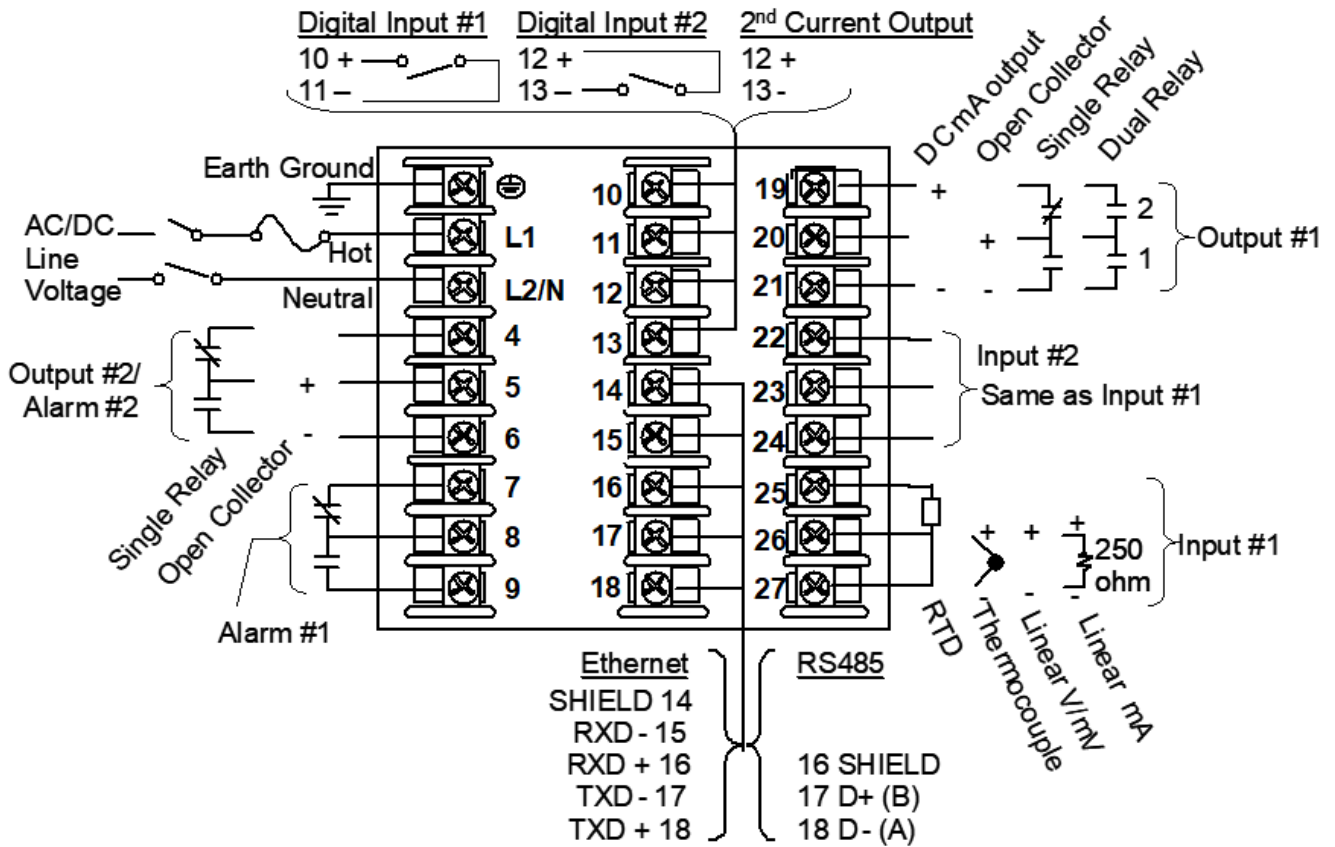 Digital Input #1
10 +
11 –
Digital Input #2
12 +
13 –
2nd Current Output
12 +
13 -
DC mA output
Open Collector
Single Relay
Dual Relay
Earth Ground
AC/DC
Line
Voltage
Hot
Neutral
L1
L2/N
4
5
6
7
8
9
10
11
12
13
14
15
16
17
18
19
20
21
22
23
24
25
26
27
+
-
+
-
2
1
Output #1
Output #2/
Alarm #2
+
-
Single Relay
Open Collector
Alarm #1
Input #2
Same as Input #1
+
-
+
-
+
250
ohm
-
Input #1
RTD
Thermocouple
Linear V/mV
Linear mA
Ethernet
SHIELD 14
RXD - 15
RXD + 16
TXD - 17
TXD + 18
RS485
16 SHIELD
17 D+ (B)
18 D- (A)